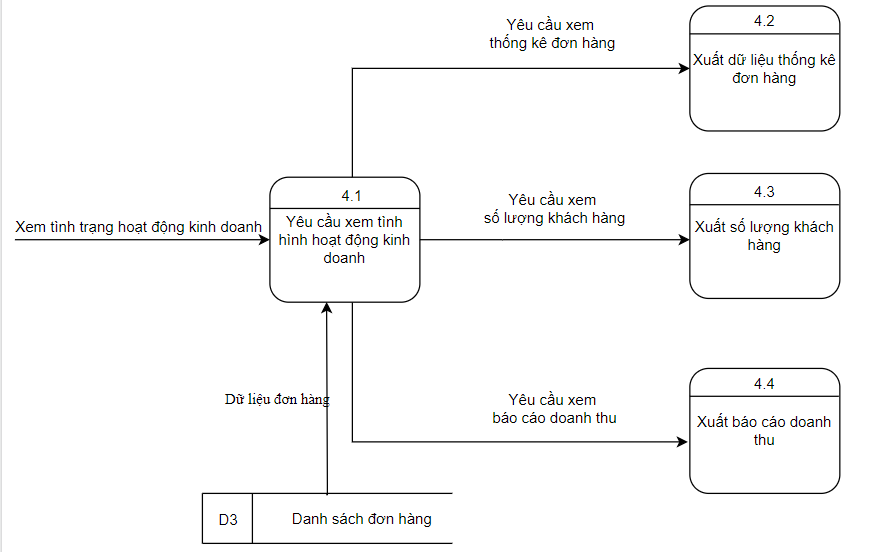 Yêu cầu xem
thống kê đơn hàng
4.2
Xuất dữ liệu thống kê
đơn hàng
Xem tình trạng hoạt động kinh doanh
4.1
Yêu cầu xem tình
hình hoạt động kinh
doanh
Yêu cầu xem
số lượng khách hàng
4.3
Xuất số lượng khách
hàng
Dữ liệu đơn hàng
Yêu cầu xem
báo cáo doanh thu
4.4
Xuất báo cáo doanh
thu
D3
Danh sách đơn hàng